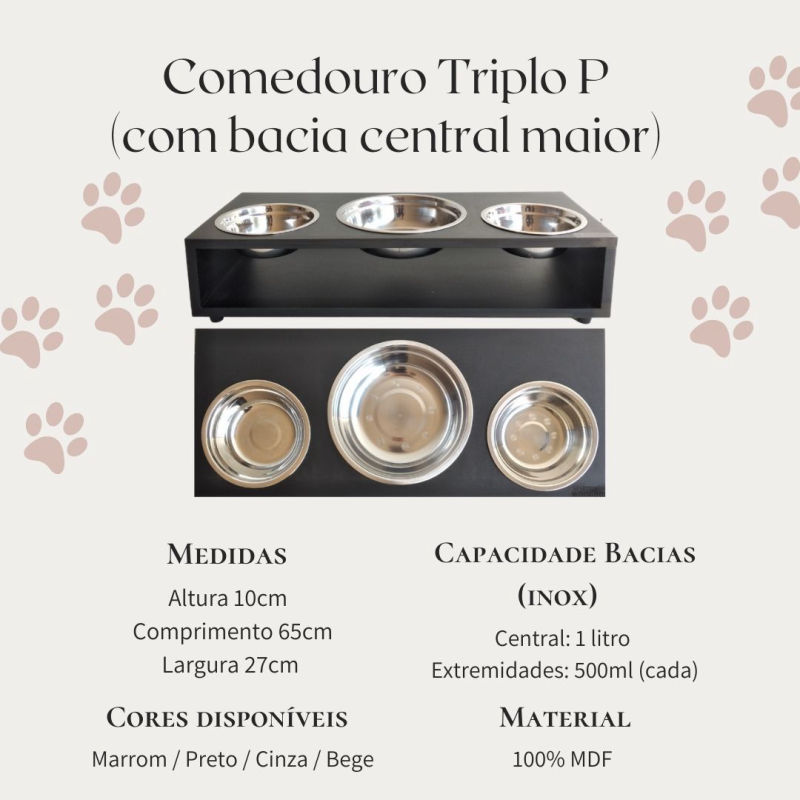 Comedouro Triplo P
(com bacia central maior)
Medidas
Altura 10cm
Comprimento 65cm
Largura 27cm
Capacidade Bacias
(inox)
Central: 1 litro
Extremidades: 500ml (cada)
Cores disponíveis
Marrom / Preto / Cinza / Bege
Material
100% MDF